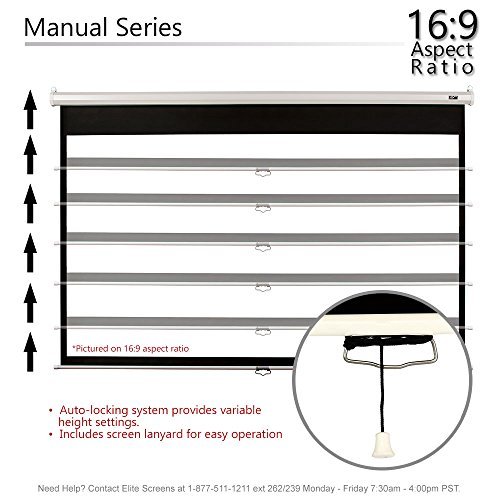 Manual Series
16:9
Aspect
Ratio
*Pictured on 16:9 aspect ratio
• Auto-locking system provides variable
height settings.
• Includes screen lanyard for easy operation
Need Help? Contact Elite Screens at 1-877-511-1211 ext 262/239 Monday - Friday 7:30am - 4:00pm PST.